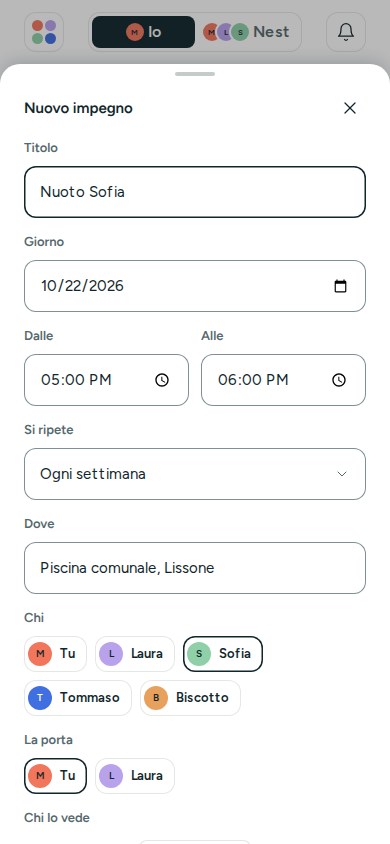 M Io M L S Nest
Nuovo impegno
Titolo
Nuoto Sofia
Giorno
10/22/2026
Dalle Alle
05:00 PM 06:00 PM
Si ripete
Ogni settimana
Dove
Piscina comunale, Lissone
Chi
M Tu L Laura S Sofia
T Tommaso B Biscotto
La porta
M Tu L Laura
Chi lo vede